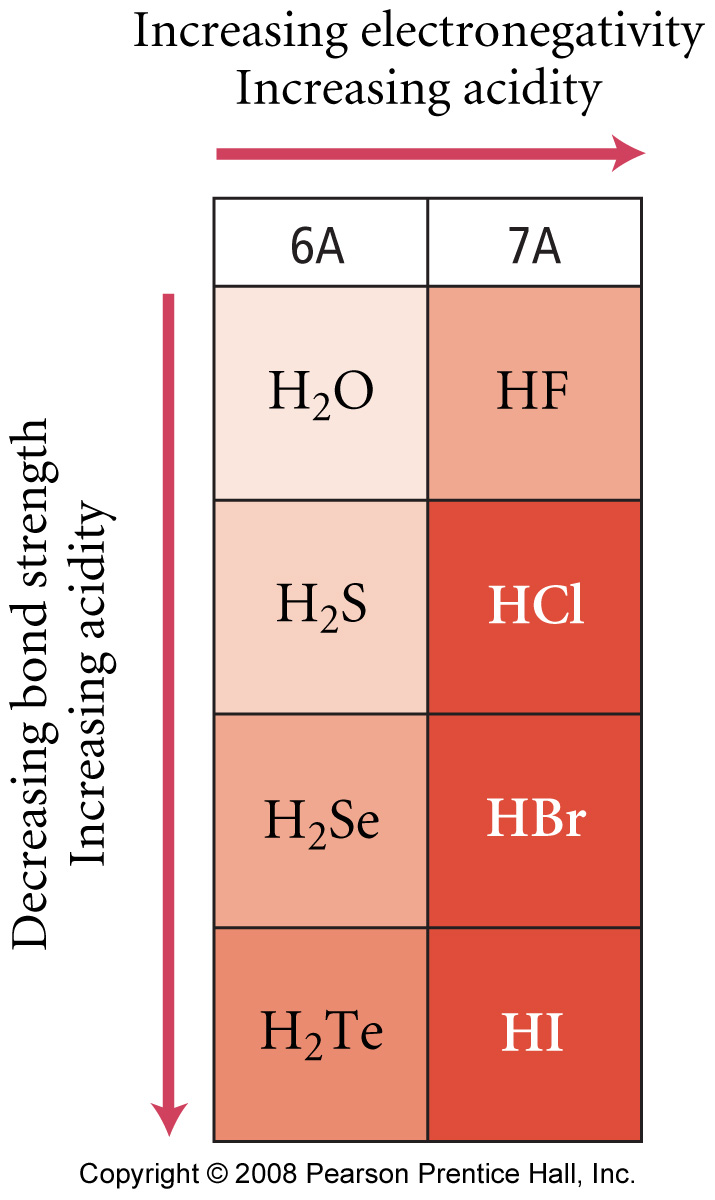 Increasing electronegativity
Increasing acidity
Decreasing bond strength
Increasing acidity
6A 7A
H₂O HF
H₂S HCl
H₂Se HBr
H₂Te HI
Copyright © 2008 Pearson Prentice Hall, Inc.